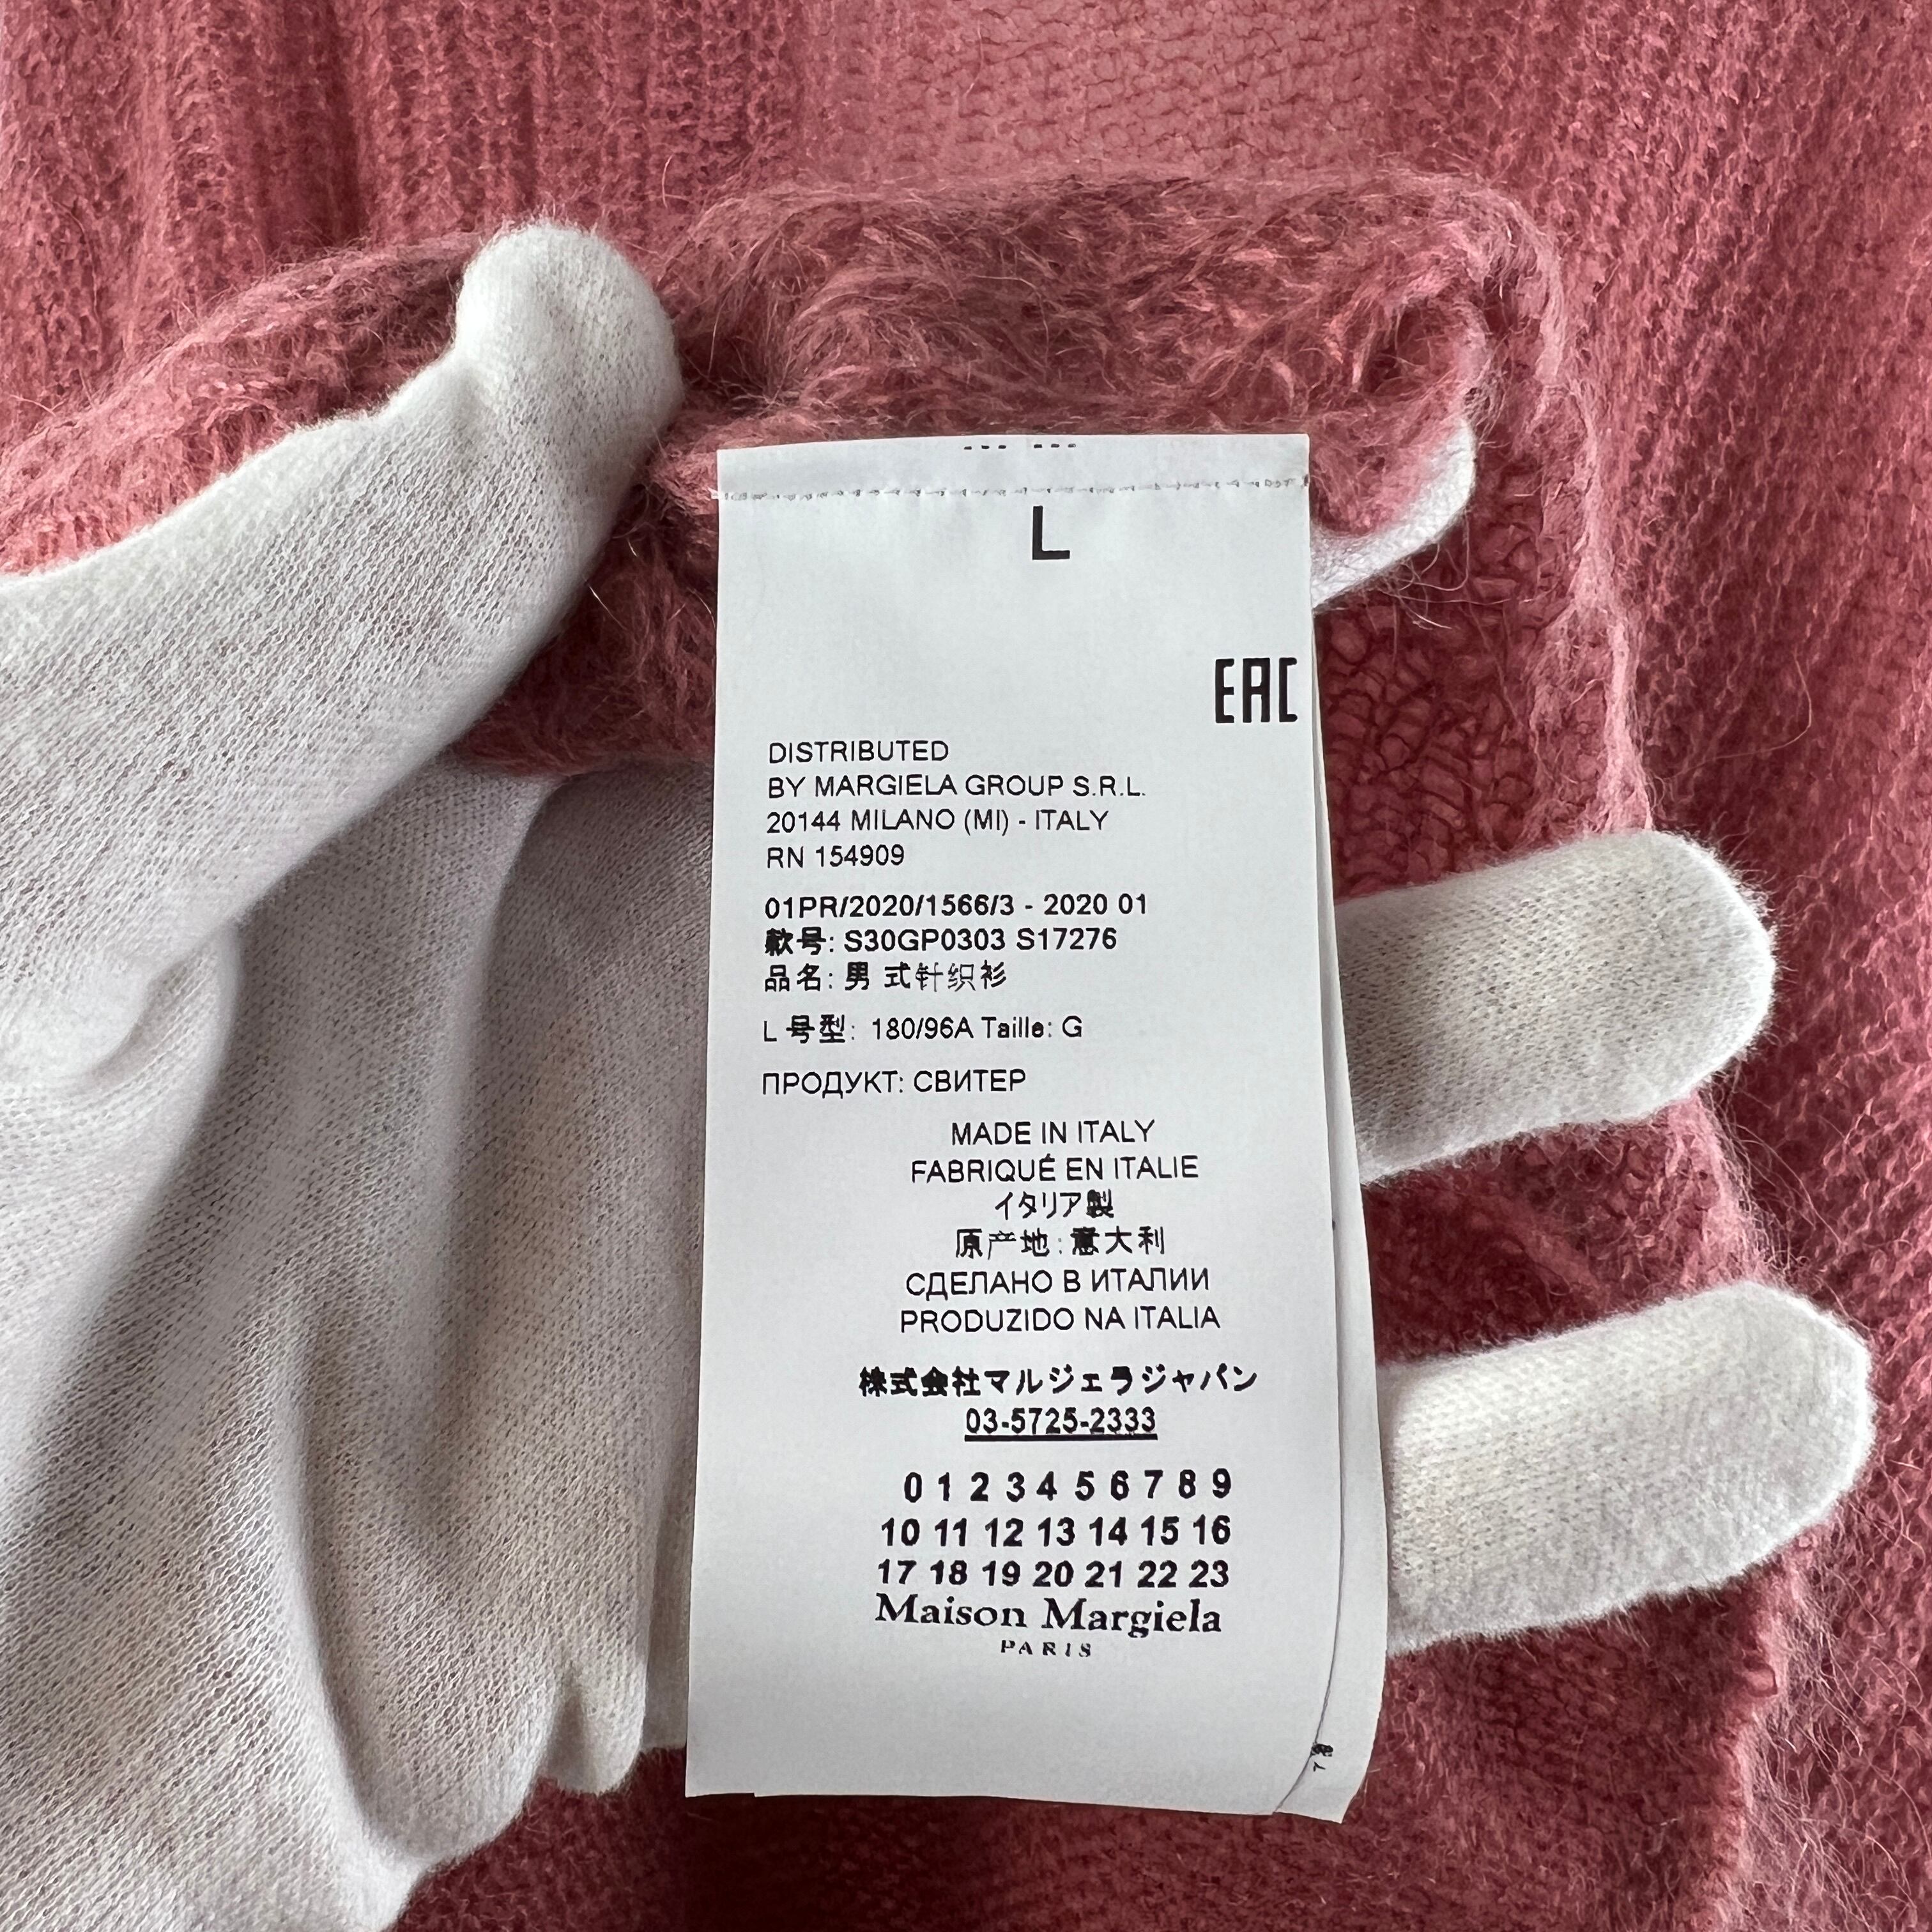 L
EAC
DISTRIBUTED
BY MARGIELA GROUP S.R.L.
20144 MILANO (MI) - ITALY
RN 154909
01PR/2020/1566/3 - 2020 01
款号: S30GP0303 S17276
品名: 男 式针织衫
L 号型: 180/96A Taille: G
ПРОДУКТ: СВИТЕР
MADE IN ITALY
FABRIQUÉ EN ITALIE
イタリア製
原产地:意大利
СДЕЛАНО В ИТАЛИИ
PRODUZIDO NA ITALIA
株式会社マルジェラジャパン
03-5725-2333
0 1 2 3 4 5 6 7 8 9
10 11 12 13 14 15 16
17 18 19 20 21 22 23
Maison Margiela
PARIS